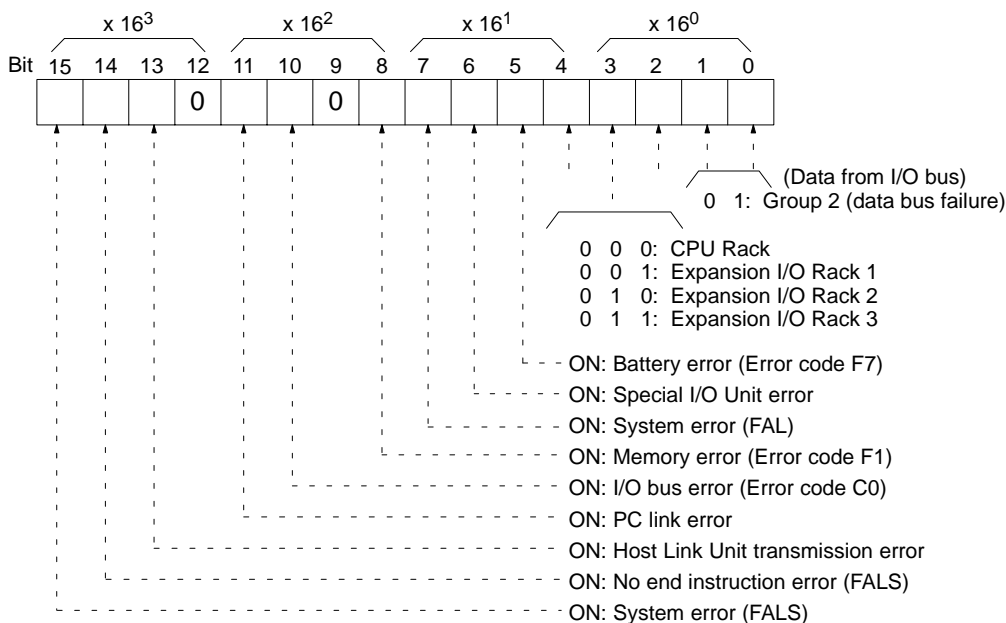 x 16³ x 16² x 16¹ x 16⁰
Bit 15 14 13 12 11 10 9 8 7 6 5 4 3 2 1 0
0 0
(Data from I/O bus)
0 1: Group 2 (data bus failure)
0 0 0: CPU Rack
0 0 1: Expansion I/O Rack 1
0 1 0: Expansion I/O Rack 2
0 1 1: Expansion I/O Rack 3
ON: Battery error (Error code F7)
ON: Special I/O Unit error
ON: System error (FAL)
ON: Memory error (Error code F1)
ON: I/O bus error (Error code C0)
ON: PC link error
ON: Host Link Unit transmission error
ON: No end instruction error (FALS)
ON: System error (FALS)